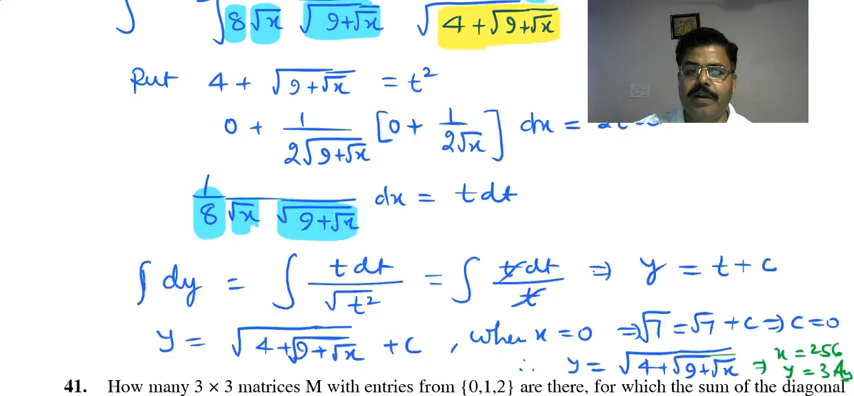 ∫ 8√x √(9+√x) √(4+√(9+√x))
Put 4 + √(9+√x) = t²
0 + 1/(2√(9+√x)) [0 + 1/(2√x)] dx =
1/(8 √x √(9+√x)) dx = t dt
∫ dy = ∫ t dt/√t² = ∫ t dt/t ⇒ y = t + c
y = √(4+√(9+√x)) + c , when x = 0 ⇒ √7 = √7 + c ⇒ c = 0
∴ y = √(4+√(9+√x)) ⇒ x = 256
y = 3 Ans
41. How many 3 × 3 matrices M with entries from {0,1,2} are there, for which the sum of the diagonal